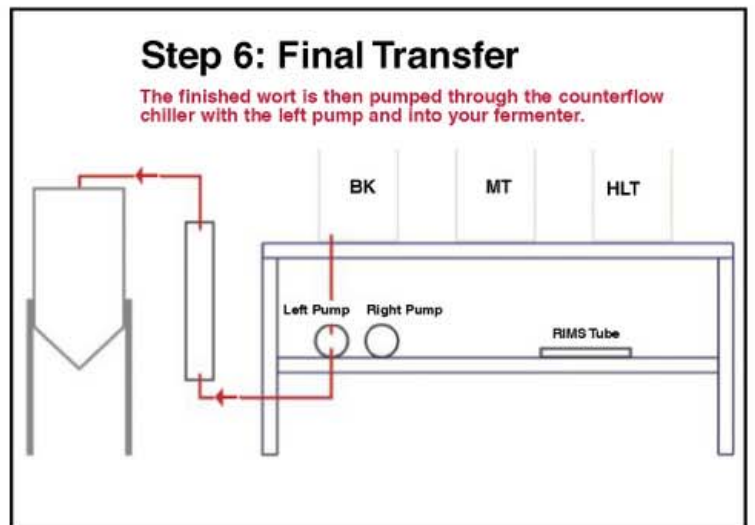 Step 6: Final Transfer
The finished wort is then pumped through the counterflow
chiller with the left pump and into your fermenter.
BK
MT
HLT
Left Pump
Right Pump
RIMS Tube